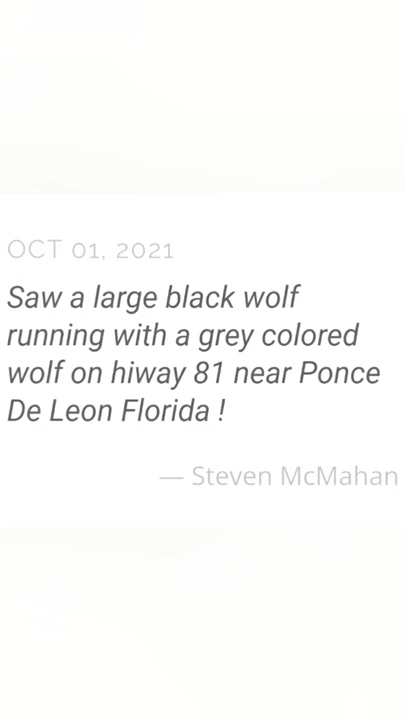 OCT 01, 2021
Saw a large black wolf
running with a grey colored
wolf on hiway 81 near Ponce
De Leon Florida !
— Steven McMahan